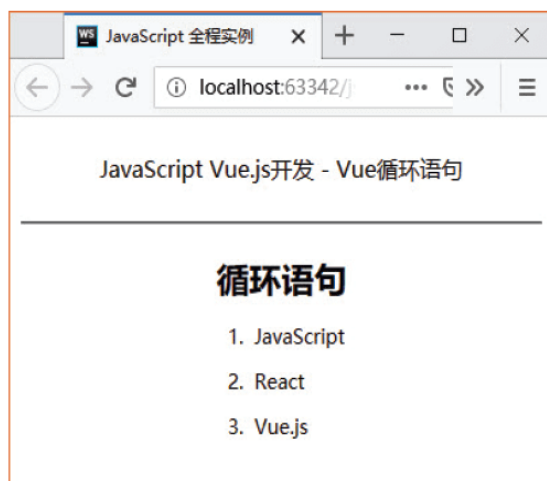 WS JavaScript 全程实例
localhost:63342/j
JavaScript Vue.js开发 - Vue循环语句
循环语句
1. JavaScript
2. React
3. Vue.js